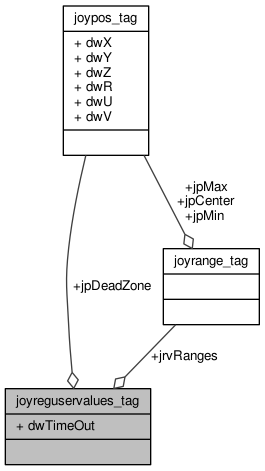 joypos_tag
+ dwX
+ dwY
+ dwZ
+ dwR
+ dwU
+ dwV
+jpMax
+jpCenter
+jpMin
joyrange_tag
+jpDeadZone
+jrvRanges
joyreguservalues_tag
+ dwTimeOut